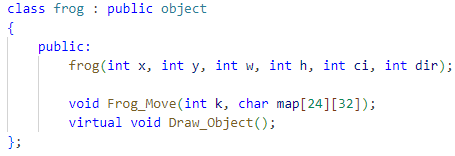 class frog : public object
{
    public:
        frog(int x, int y, int w, int h, int ci, int dir);

        void Frog_Move(int k, char map[24][32]);
        virtual void Draw_Object();
};